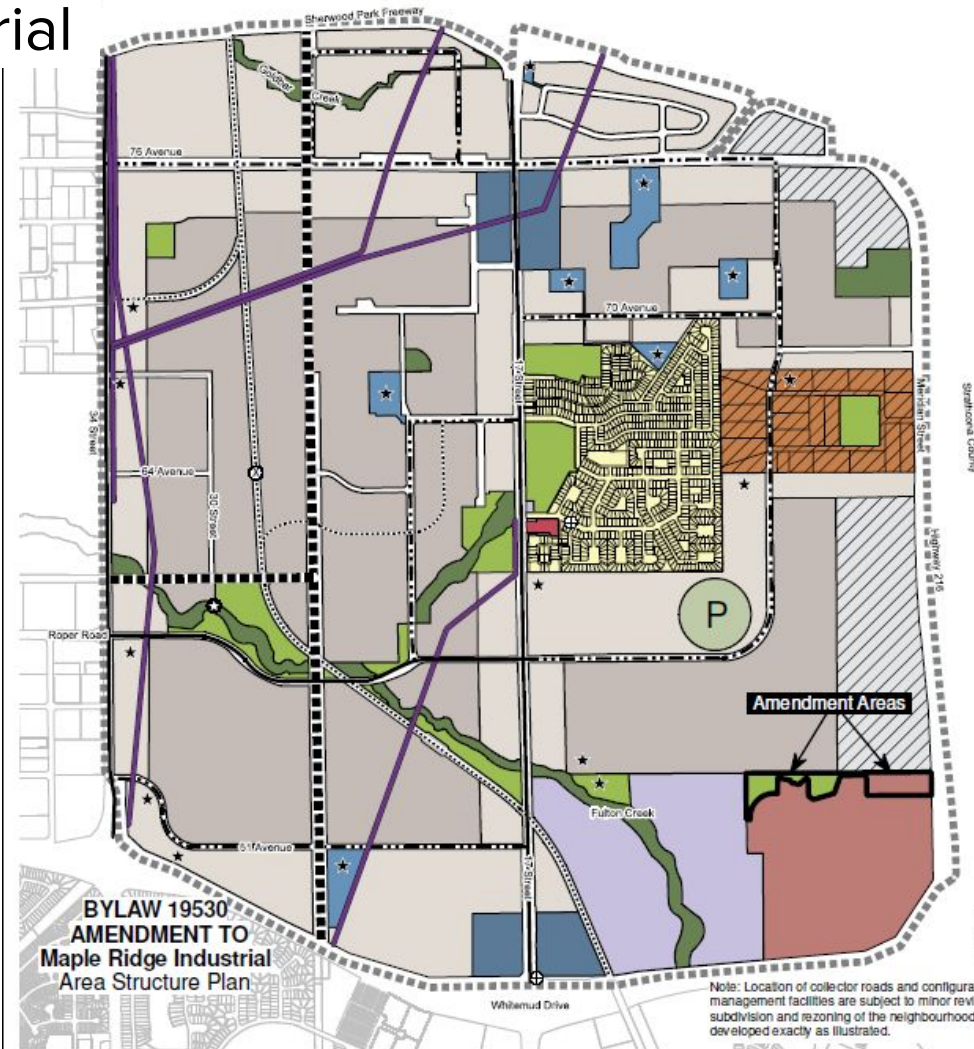 rial
Sherwood Park Freeway
Goldbar
Creek
76 Avenue
70 Avenue
17 Street
34 Street
Meridian Street
Strathcona County
64 Avenue
30 Street
Highway 216
P
Roper Road
Amendment Areas
Fulton Creek
51 Avenue
17 Street
BYLAW 19530
AMENDMENT TO
Maple Ridge Industrial
Area Structure Plan
Whitemud Drive
Note: Location of collector roads and configura
management facilities are subject to minor revi
subdivision and rezoning of the neighbourhood
developed exactly as illustrated.